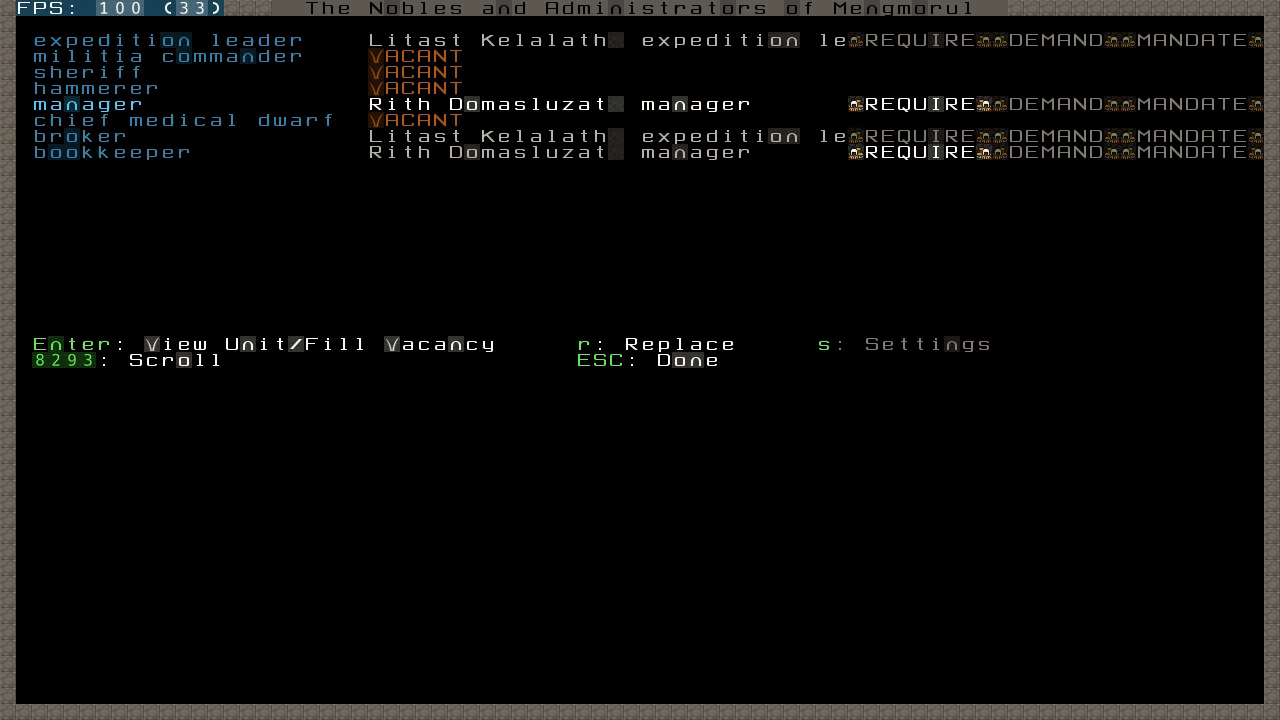 FPS: 100 (33) The Nobles and Administrators of Mengmorul
expedition leader Litast Kelalath expedition le REQUIRE DEMAND MANDATE
militia commander VACANT
sheriff VACANT
hammerer VACANT
manager Rith Domasluzat manager REQUIRE DEMAND MANDATE
chief medical dwarf VACANT
broker Litast Kelalath expedition le REQUIRE DEMAND MANDATE
bookkeeper Rith Domasluzat manager REQUIRE DEMAND MANDATE
Enter: View Unit/Fill Vacancy r: Replace s: Settings
8293: Scroll ESC: Done